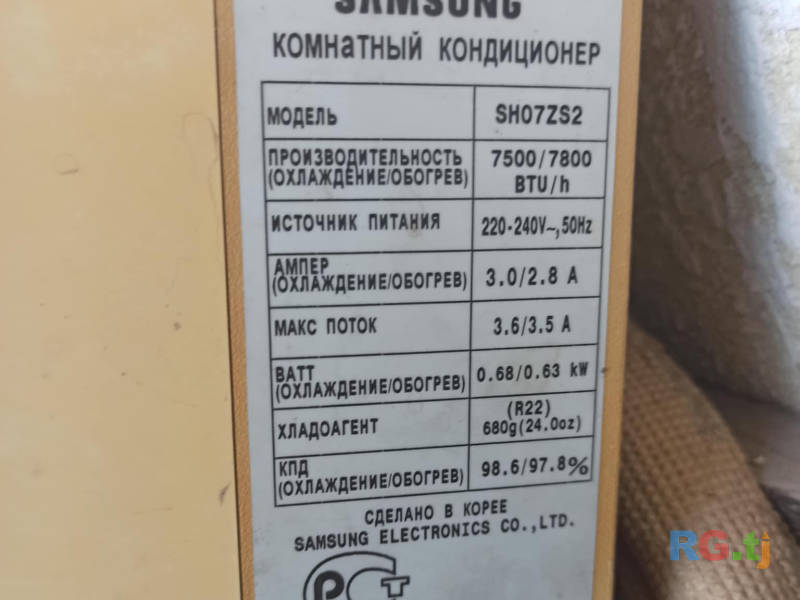 SAMSUNG
КОМНАТНЫЙ КОНДИЦИОНЕР
МОДЕЛЬ SH07ZS2
ПРОИЗВОДИТЕЛЬНОСТЬ
(ОХЛАЖДЕНИЕ/ОБОГРЕВ)
7500/7800
BTU/h
ИСТОЧНИК ПИТАНИЯ 220-240V~,50Hz
АМПЕР
(ОХЛАЖДЕНИЕ/ОБОГРЕВ)
3.0/2.8 A
МАКС ПОТОК 3.6/3.5 A
ВАТТ
(ОХЛАЖДЕНИЕ/ОБОГРЕВ)
0.68/0.63 kW
ХЛАДОАГЕНТ
(R22)
680g(24.0oz)
КПД
(ОХЛАЖДЕНИЕ/ОБОГРЕВ)
98.6/97.8%
СДЕЛАНО В КОРЕЕ
SAMSUNG ELECTRONICS CO.,LTD.
РСТ
RG.tj